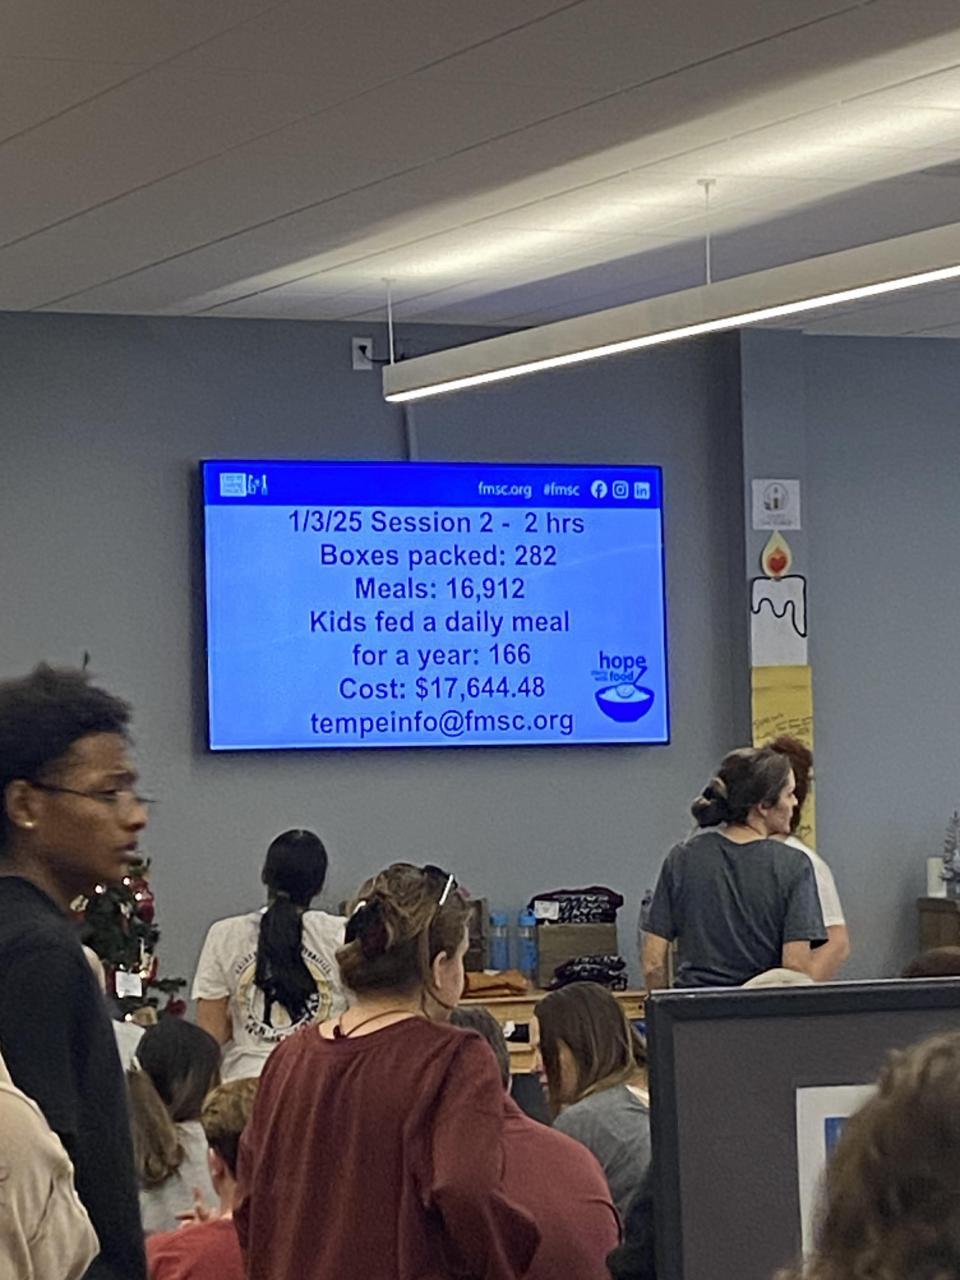 fmsc.org #fmsc
1/3/25 Session 2 - 2 hrs
Boxes packed: 282
Meals: 16,912
Kids fed a daily meal
for a year: 166
Cost: $17,644.48
tempeinfo@fmsc.org
hope
food